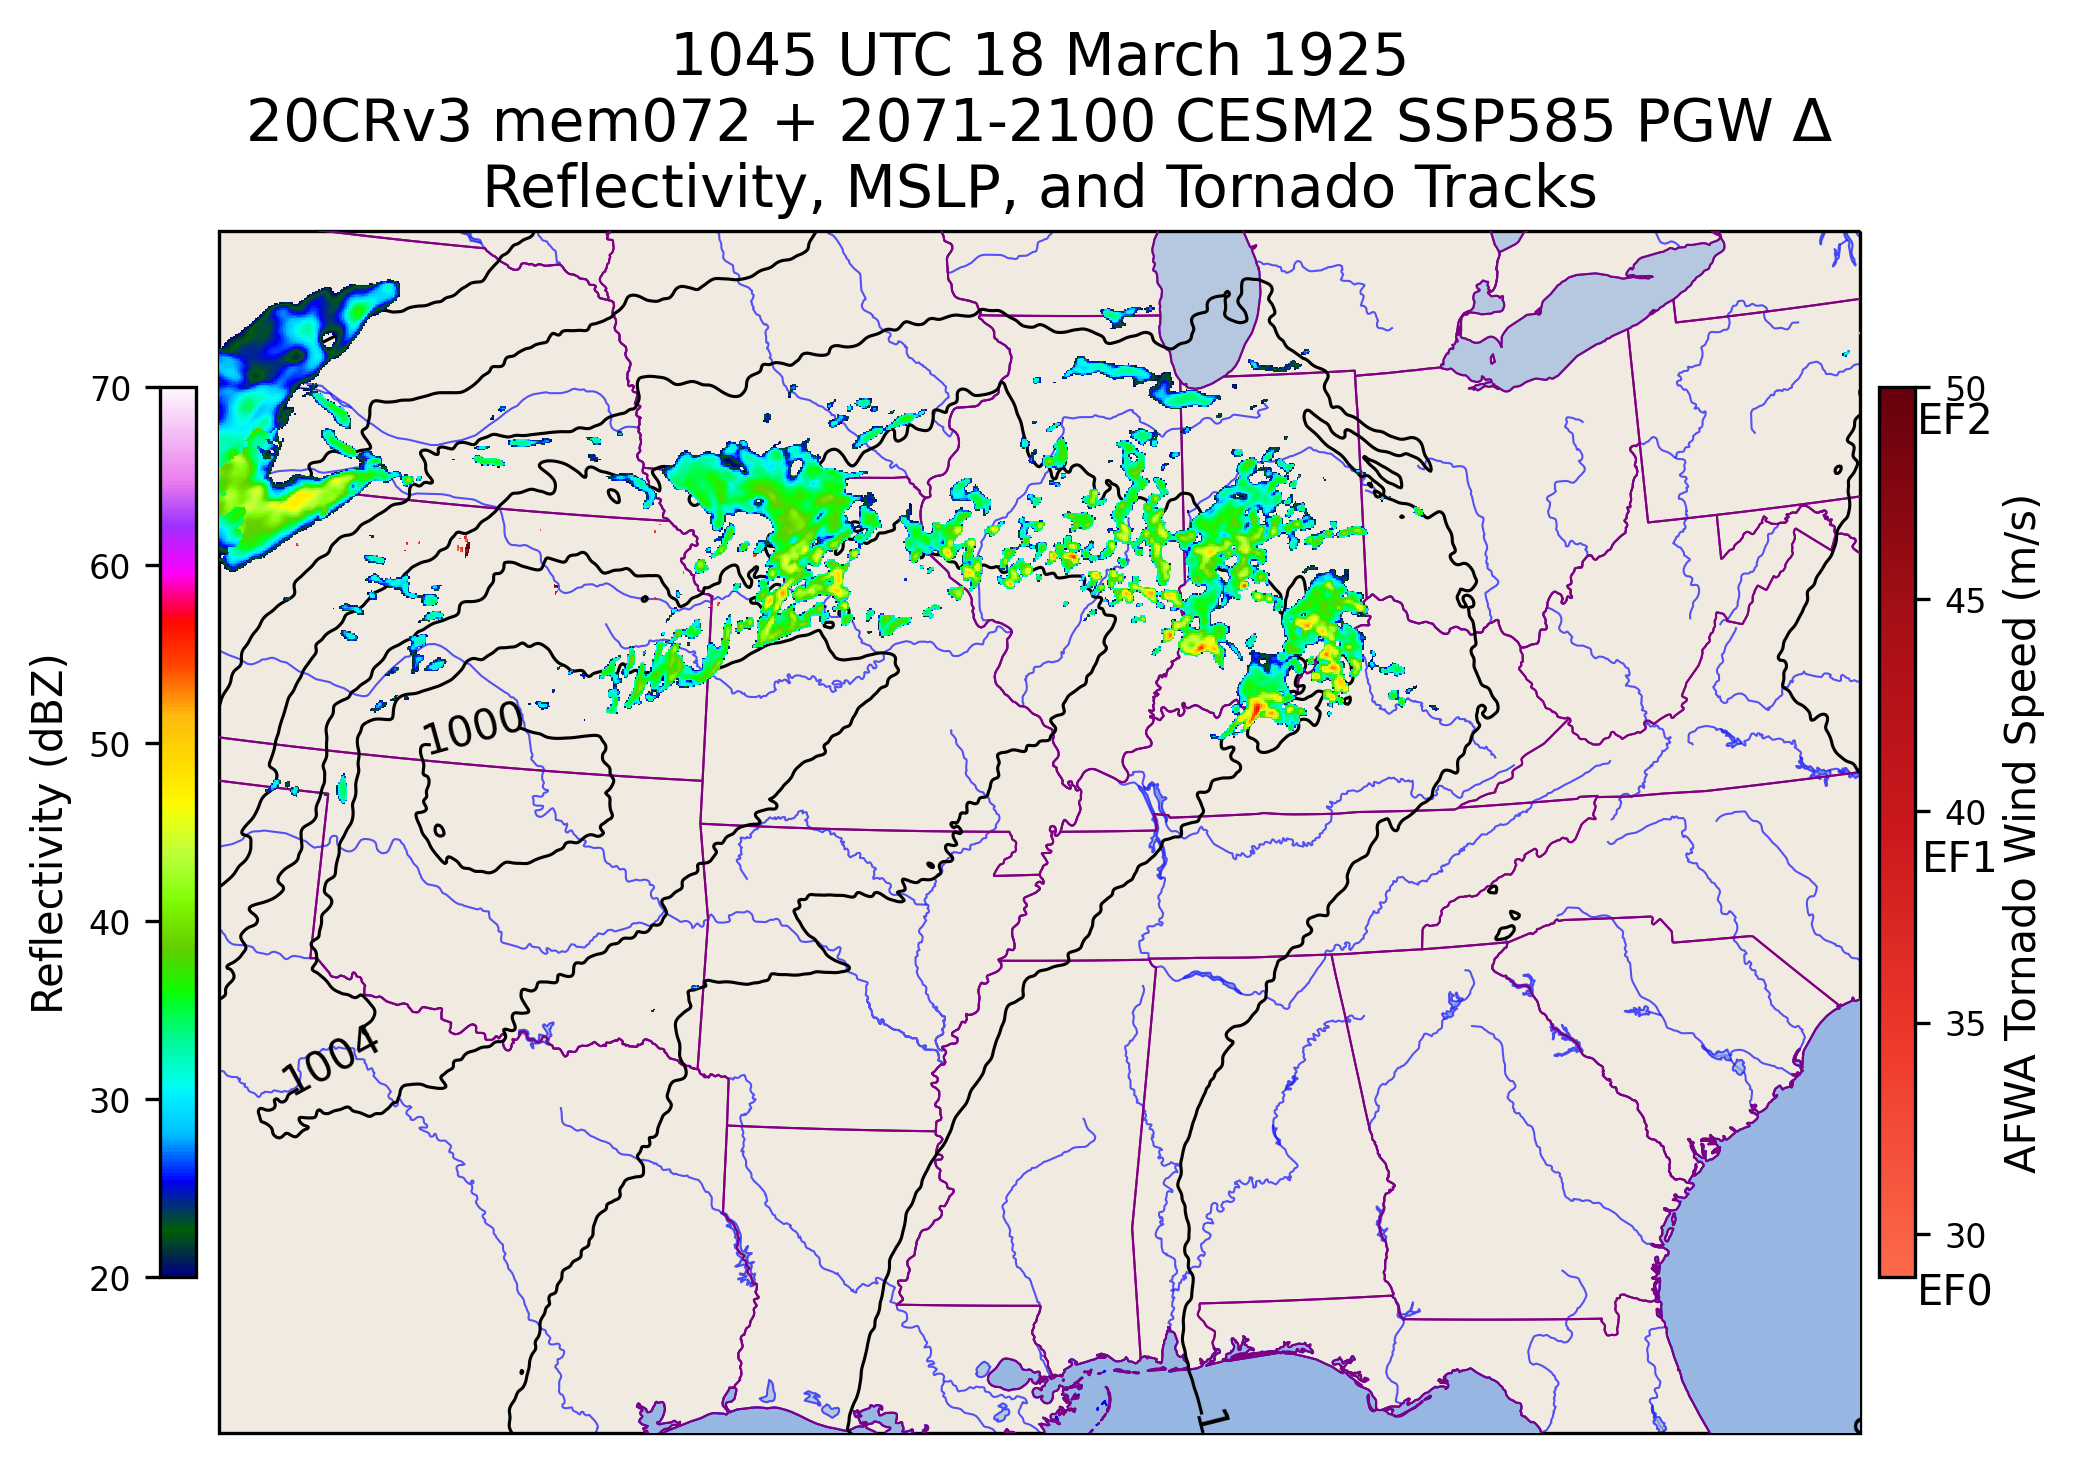 1045 UTC 18 March 1925
20CRv3 mem072 + 2071-2100 CESM2 SSP585 PGW Δ
Reflectivity, MSLP, and Tornado Tracks
70
60
50
40
30
20
Reflectivity (dBZ)
1000
1004
1
50
EF2
45
40
EF1
35
30
EF0
AFWA Tornado Wind Speed (m/s)